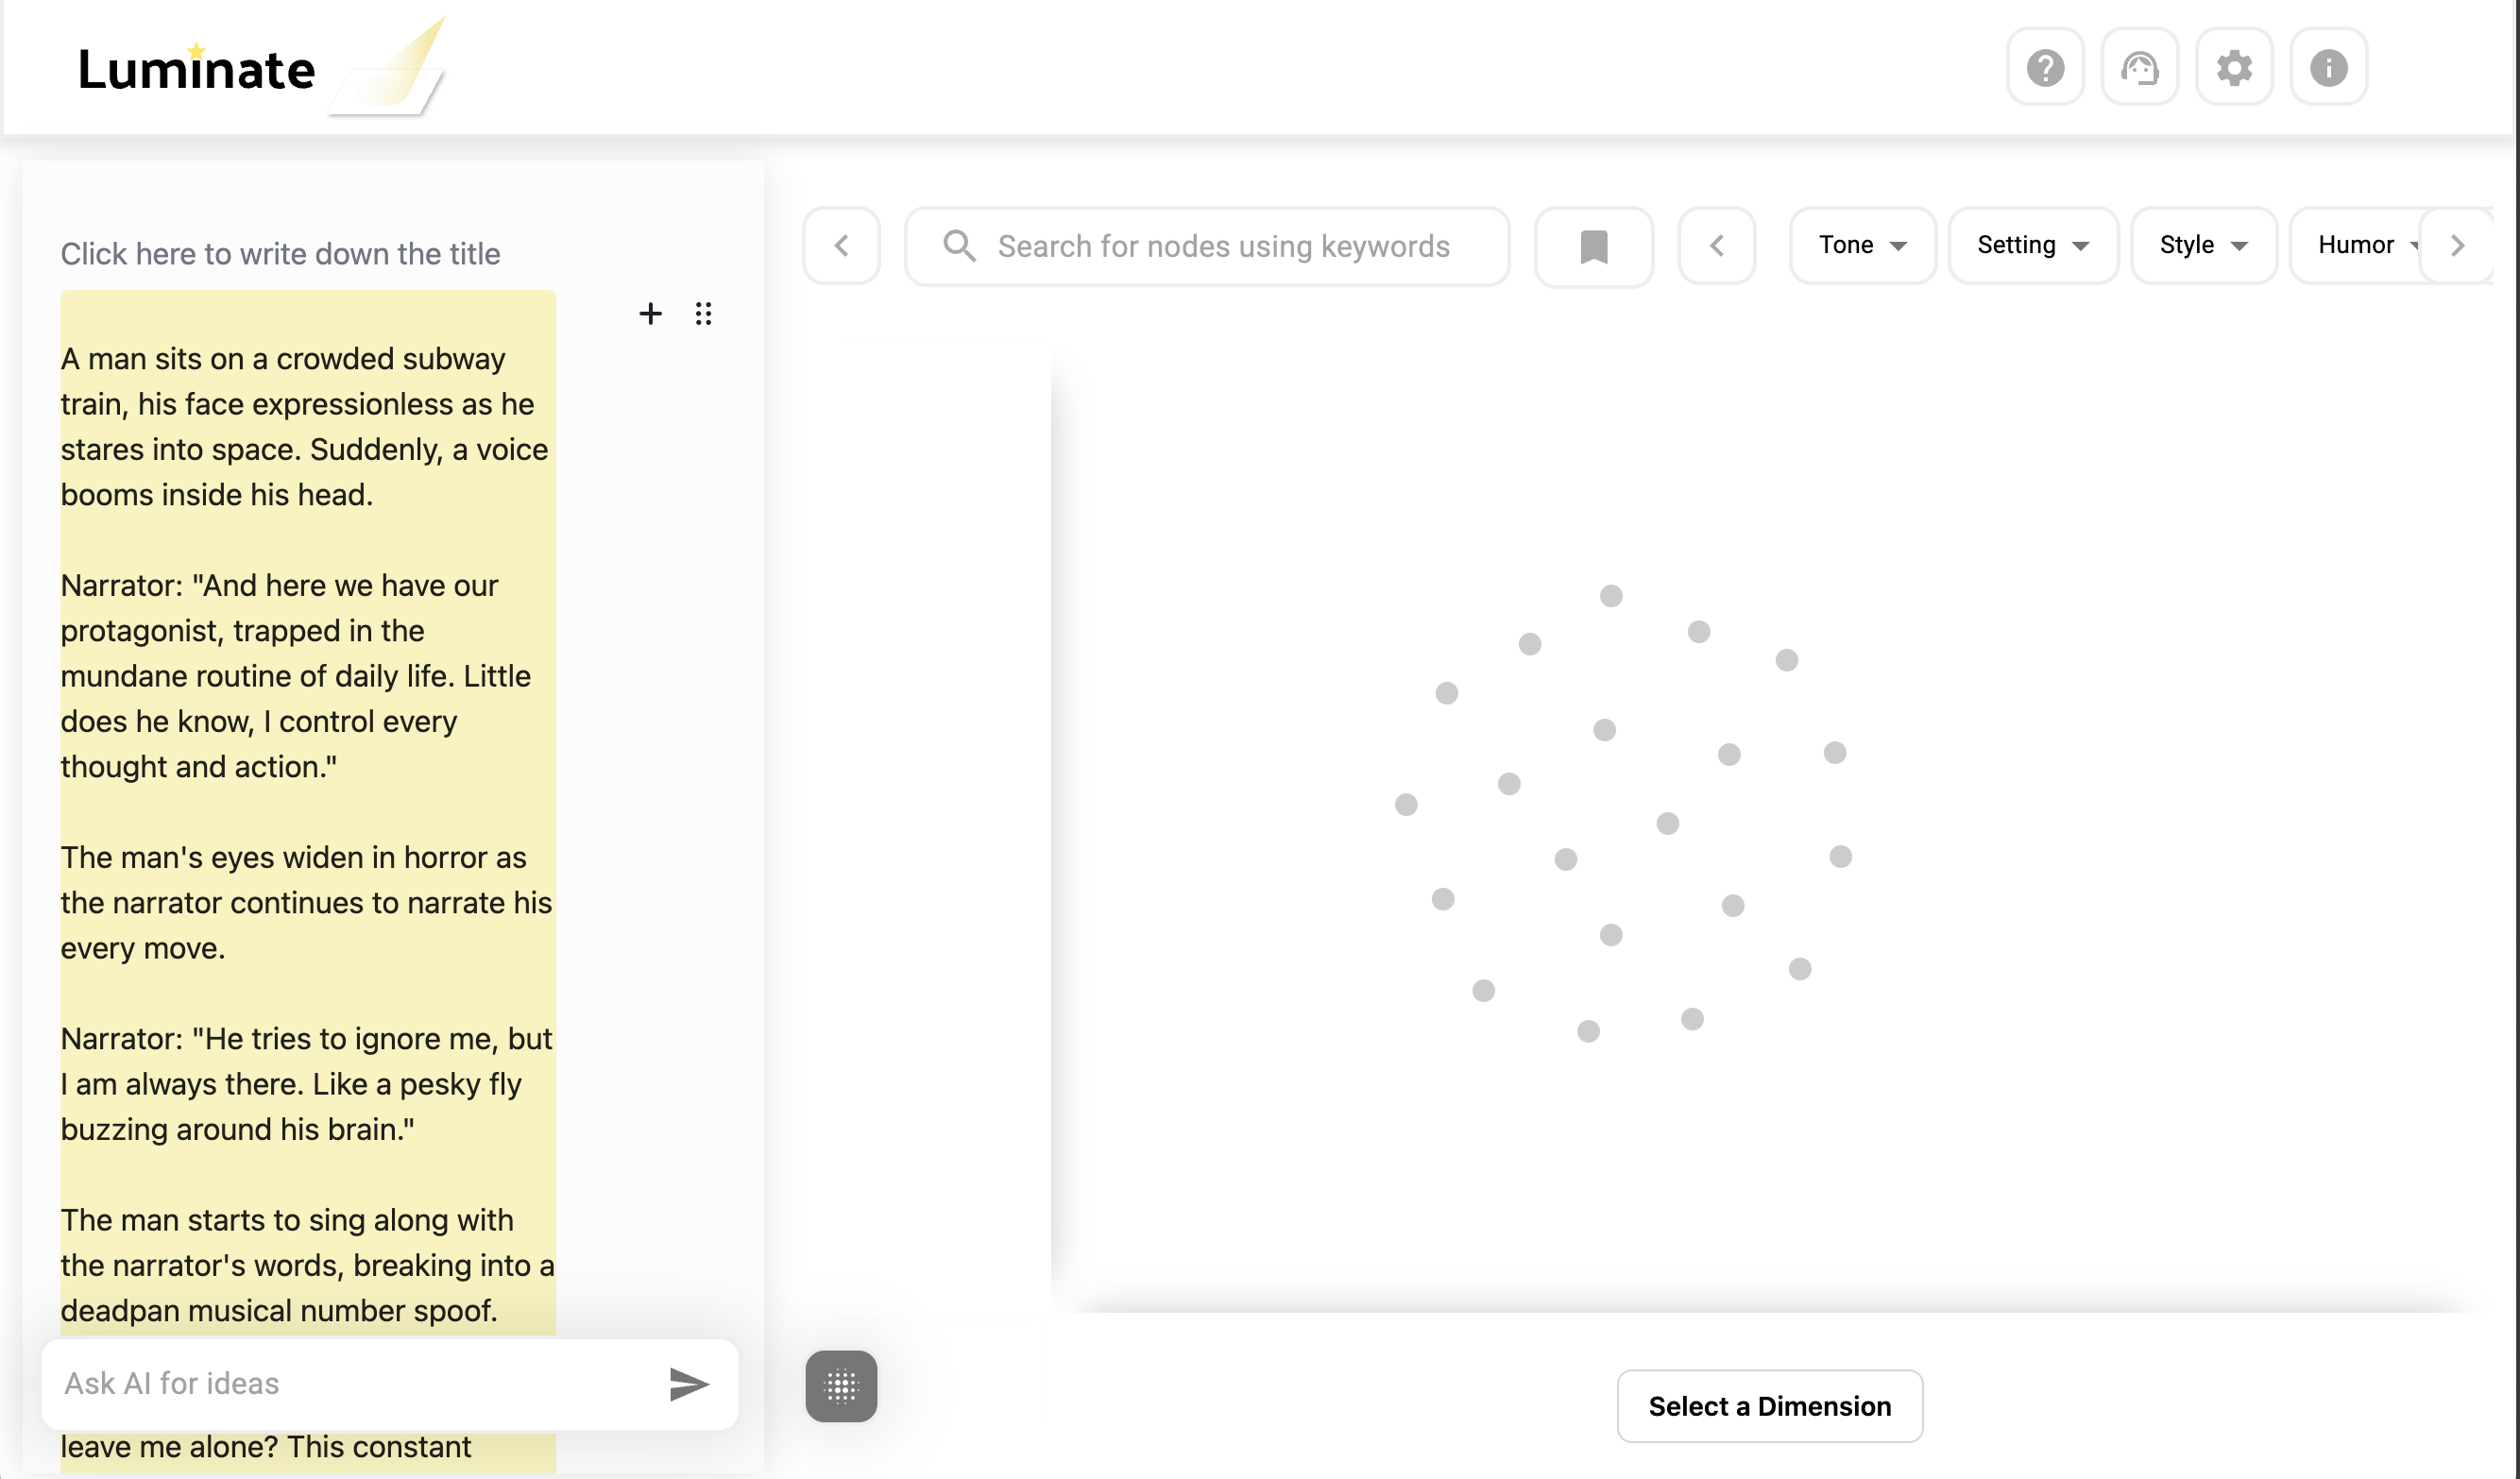 Luminate
Click here to write down the title
A man sits on a crowded subway
train, his face expressionless as he
stares into space. Suddenly, a voice
booms inside his head.
Narrator: "And here we have our
protagonist, trapped in the
mundane routine of daily life. Little
does he know, I control every
thought and action."
The man's eyes widen in horror as
the narrator continues to narrate his
every move.
Narrator: "He tries to ignore me, but
I am always there. Like a pesky fly
buzzing around his brain."
The man starts to sing along with
the narrator's words, breaking into a
deadpan musical number spoof.
Ask AI for ideas
leave me alone? This constant
Search for nodes using keywords
Tone
Setting
Style
Humor
Select a Dimension